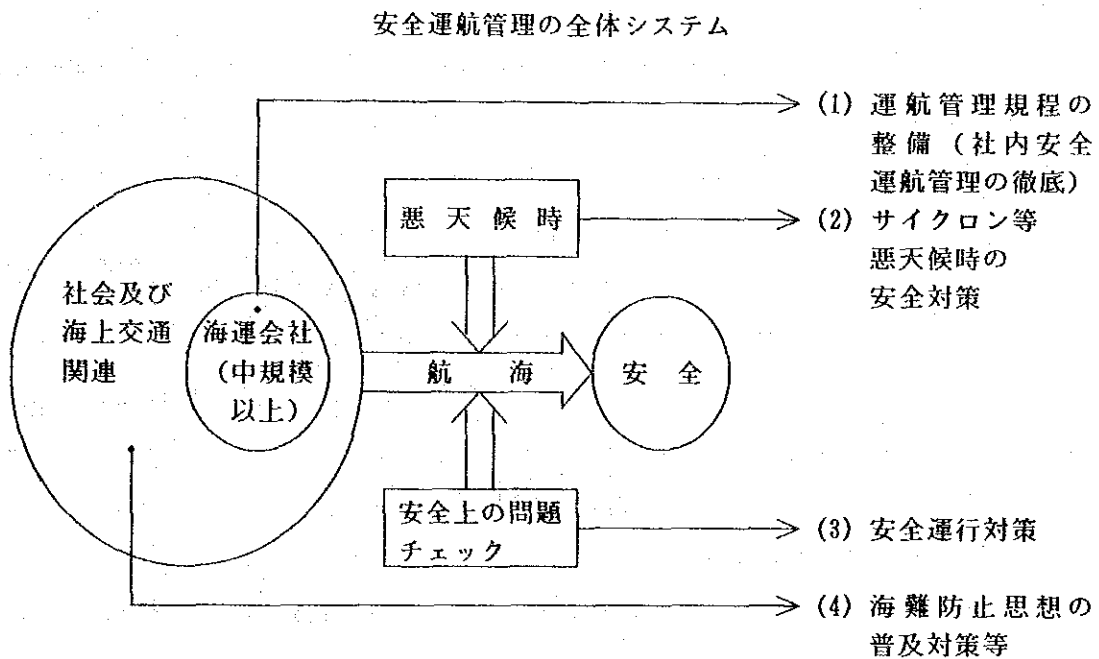 安全運航管理の全体システム
(1) 運航管理規程の
整備（社内安全
運航管理の徹底）
悪天候時
(2) サイクロン等
悪天候時の
安全対策
社会及び
海上交通
関連
海運会社
（中規模
以上）
航海
安全
安全上の問題
チェック
(3) 安全運行対策
(4) 海難防止思想の
普及対策等